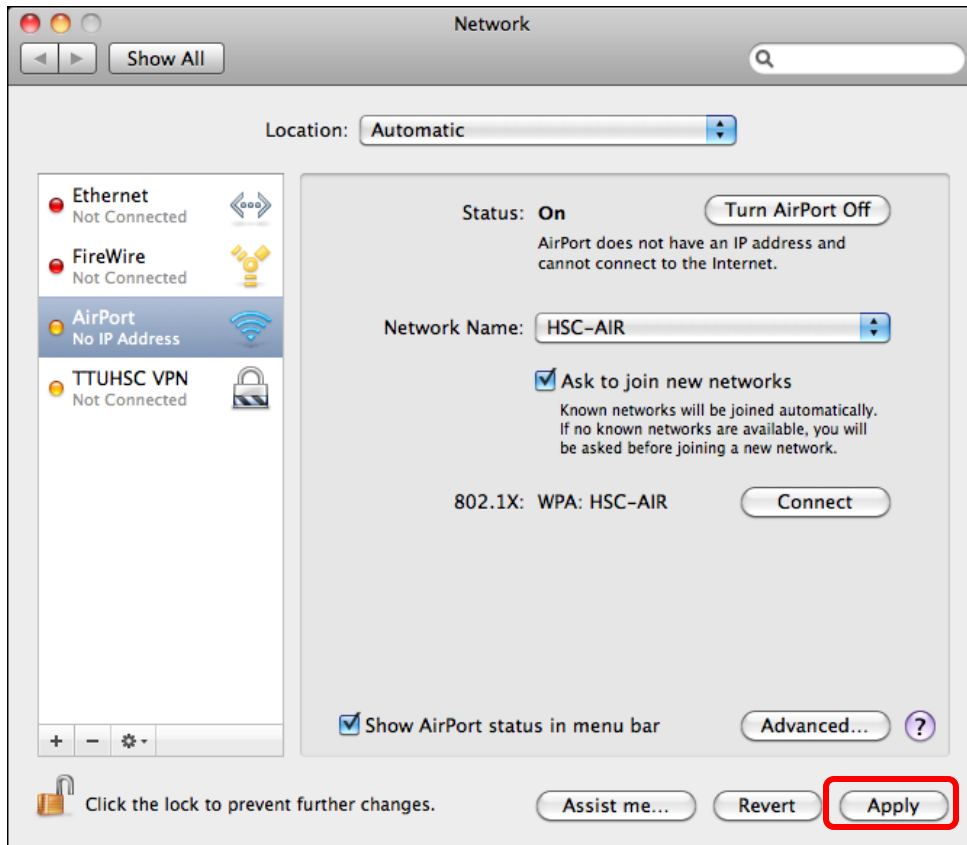 Network
Show All
Location: Automatic
Ethernet
Not Connected
FireWire
Not Connected
AirPort
No IP Address
TTUHSC VPN
Not Connected
Status: On
Turn AirPort Off
AirPort does not have an IP address and
cannot connect to the Internet.
Network Name: HSC-AIR
Ask to join new networks
Known networks will be joined automatically.
If no known networks are available, you will
be asked before joining a new network.
802.1X: WPA: HSC-AIR
Connect
Show AirPort status in menu bar
Advanced...
?
Click the lock to prevent further changes.
Assist me...
Revert
Apply